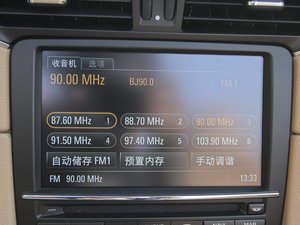 收音机 选项
90.00 MHz BJ90.0 FM 1
87.60 MHz 1 88.70 MHz 2 90.00 MHz 3
91.50 MHz 4 97.40 MHz 5 103.90 MHz 6
自动储存 FM1 预置内存 手动调谐
FM 90.00 MHz 13:33